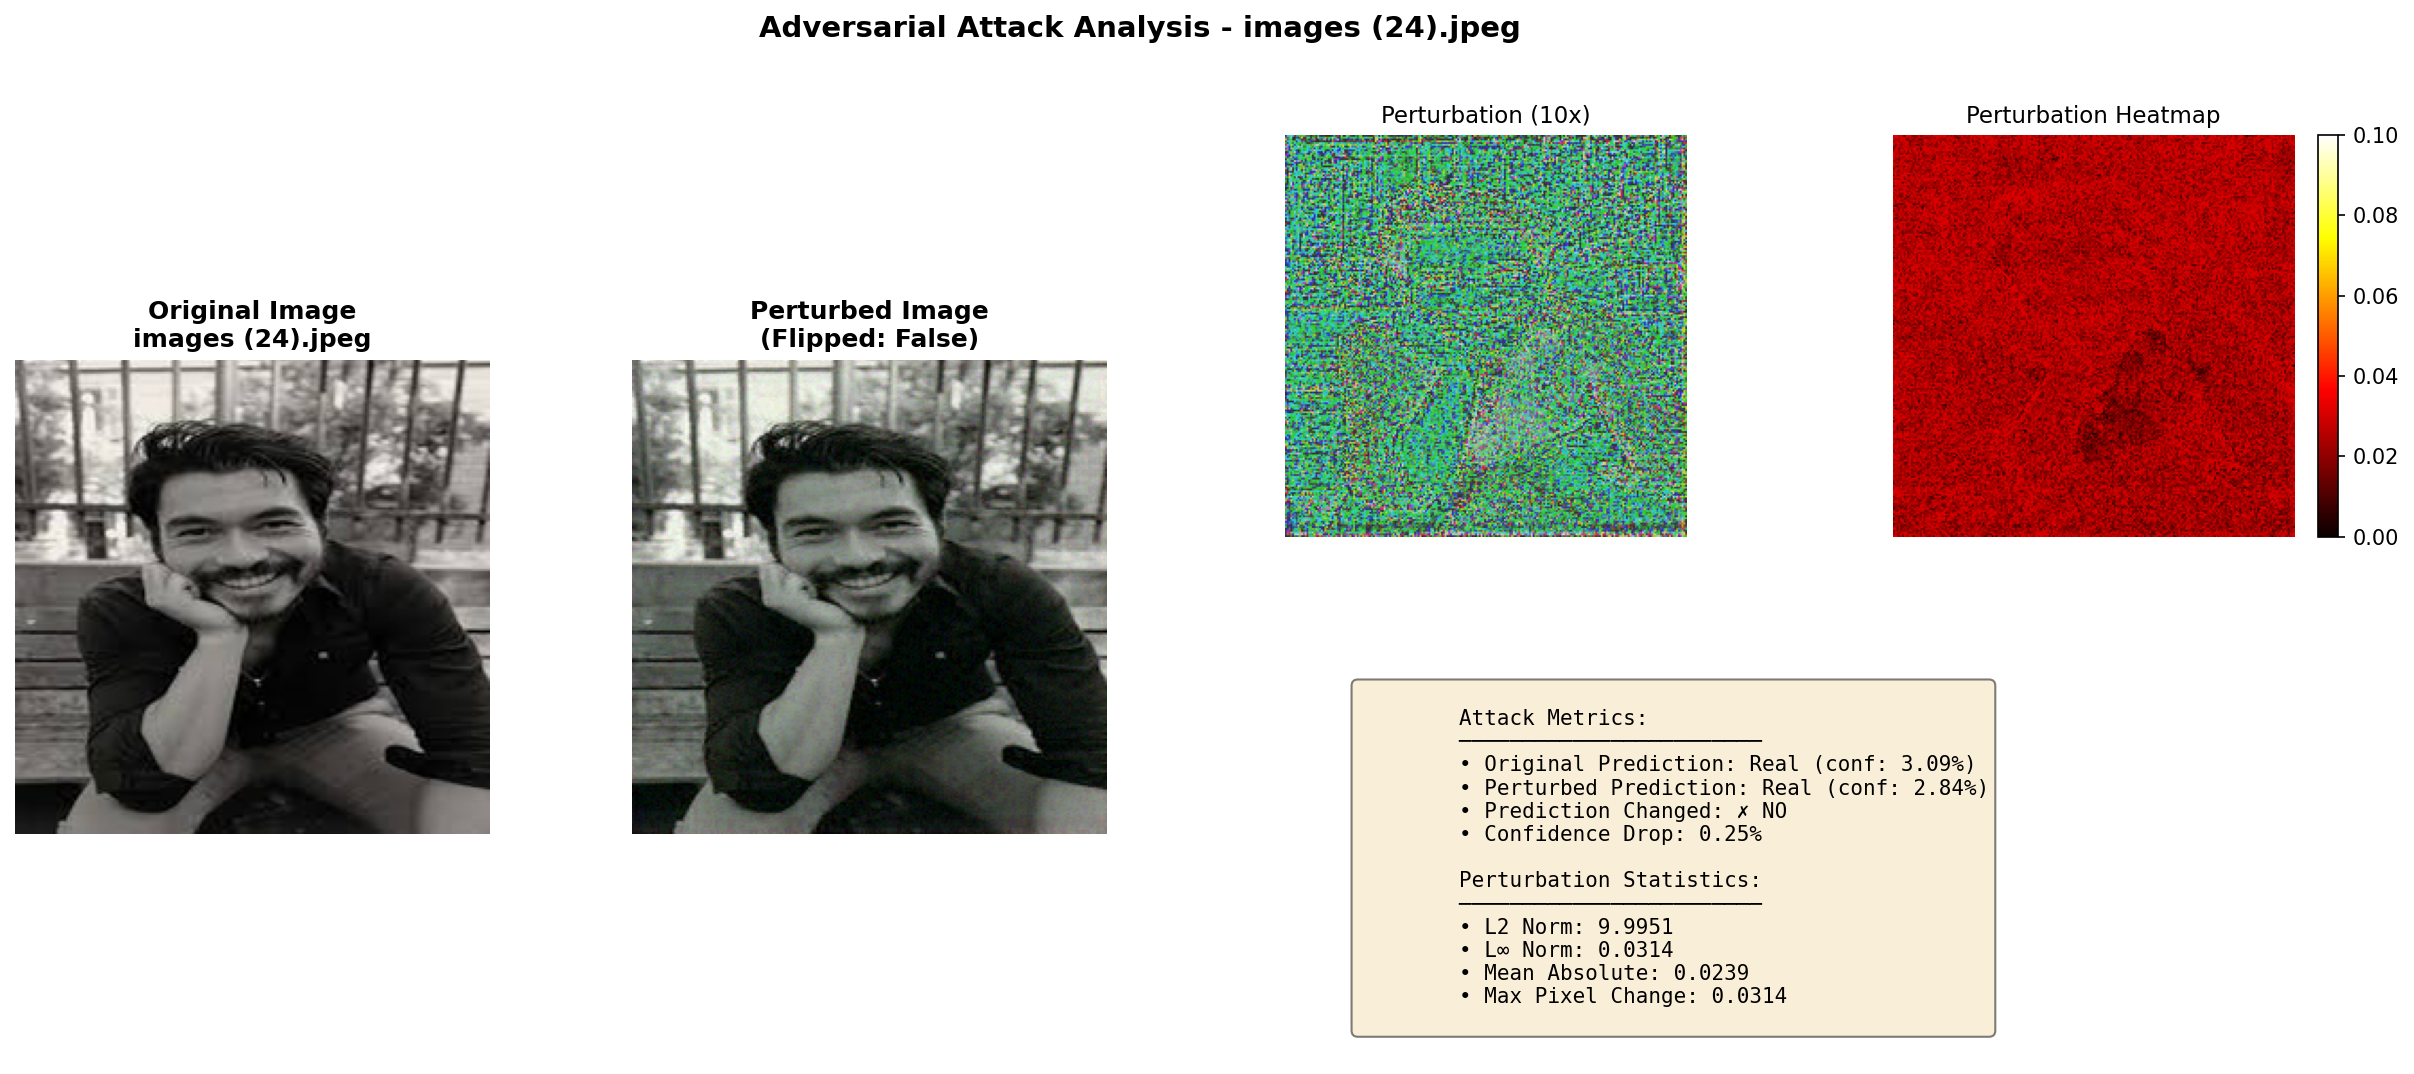 Adversarial Attack Analysis - images (24).jpeg
Original Image
images (24).jpeg
Perturbed Image
(Flipped: False)
Perturbation (10x)
Perturbation Heatmap
0.10
0.08
0.06
0.04
0.02
0.00
Attack Metrics:
• Original Prediction: Real (conf: 3.09%)
• Perturbed Prediction: Real (conf: 2.84%)
• Prediction Changed: ✗ NO
• Confidence Drop: 0.25%
Perturbation Statistics:
• L2 Norm: 9.9951
• L∞ Norm: 0.0314
• Mean Absolute: 0.0239
• Max Pixel Change: 0.0314